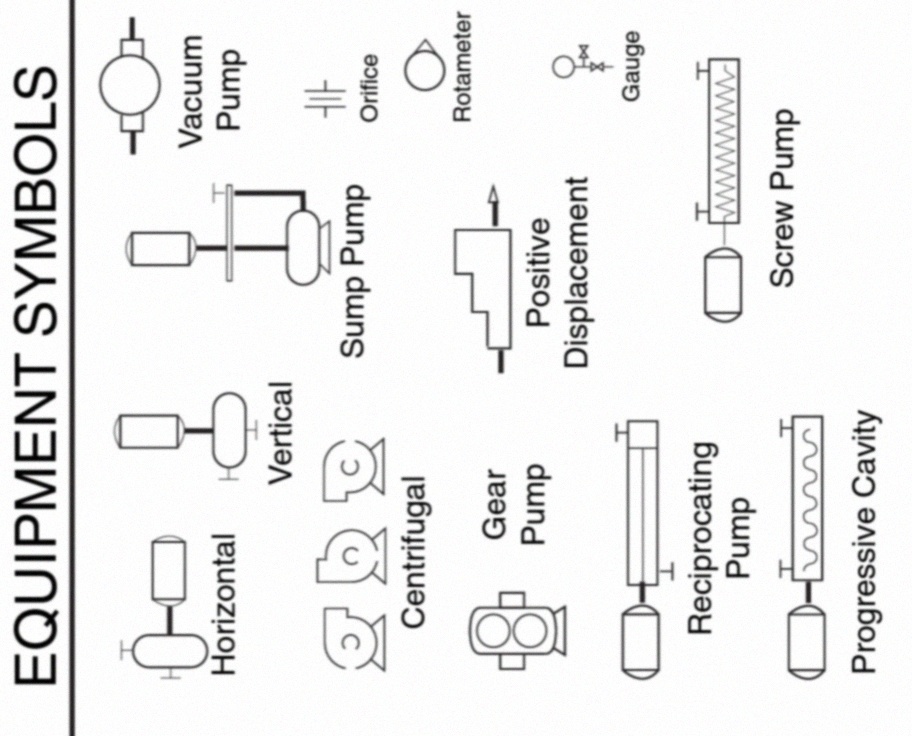 EQUIPMENT SYMBOLS
Horizontal
Vertical
Sump Pump
Vacuum
Pump
Centrifugal
Orifice
Gear
Pump
Positive
Displacement
Rotameter
Reciprocating
Pump
Gauge
Progressive Cavity
Screw Pump